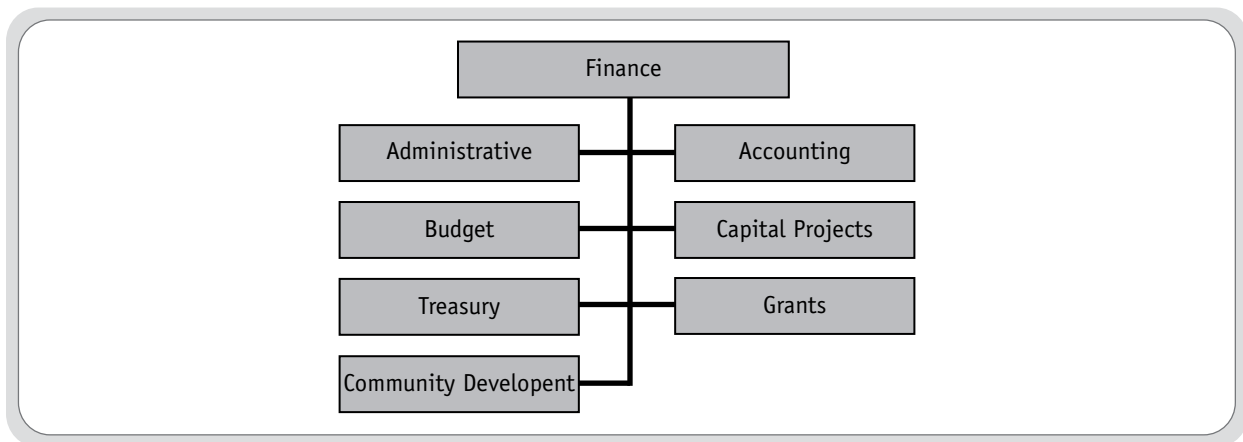 Finance
Administrative
Accounting
Budget
Capital Projects
Treasury
Grants
Community Developent